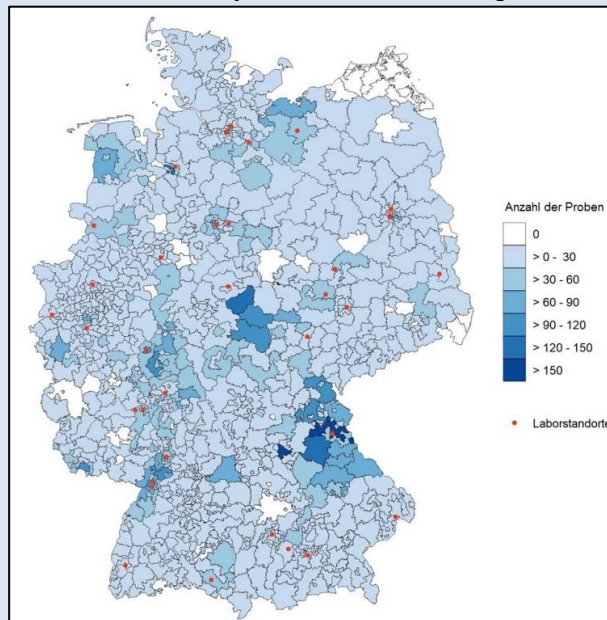 Anzahl der Proben
0
> 0 - 30
> 30 - 60
> 60 - 90
> 90 - 120
> 120 - 150
> 150
Laborstandorte